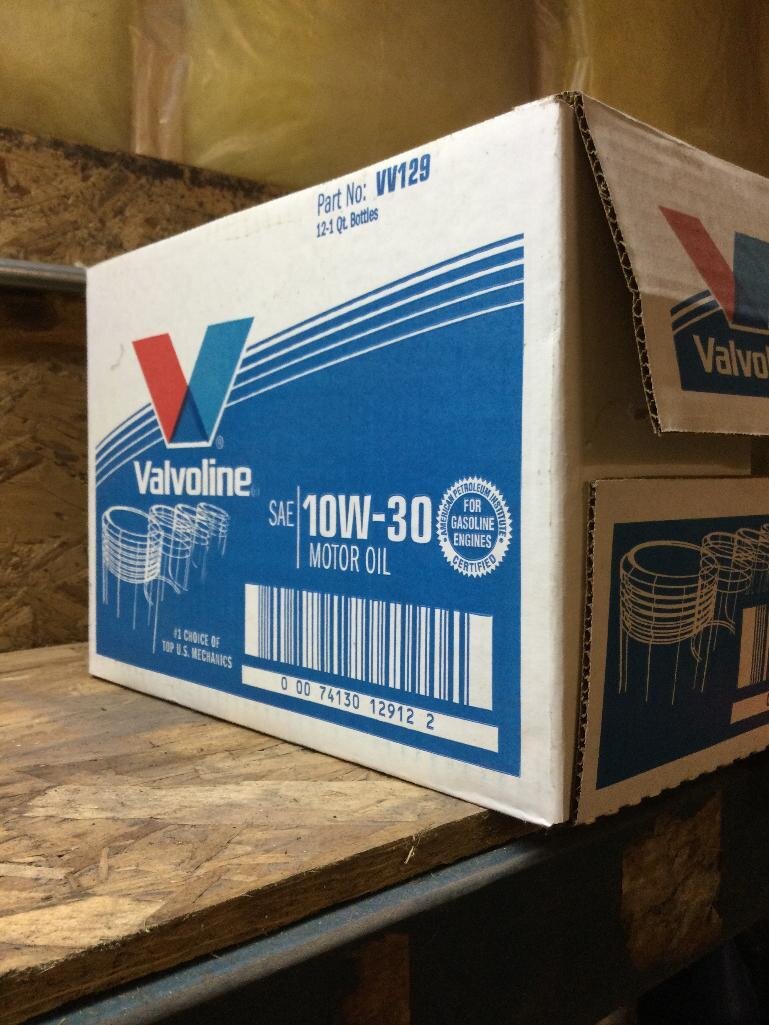 Part No: VV129
12-1 Qt. Bottles
Valvoline
SAE 10W-30
MOTOR OIL
AMERICAN PETROLEUM INSTITUTE
FOR
GASOLINE
ENGINES
CERTIFIED
#1 CHOICE OF
TOP U.S. MECHANICS
0 00 74130 12912 2
Valvol